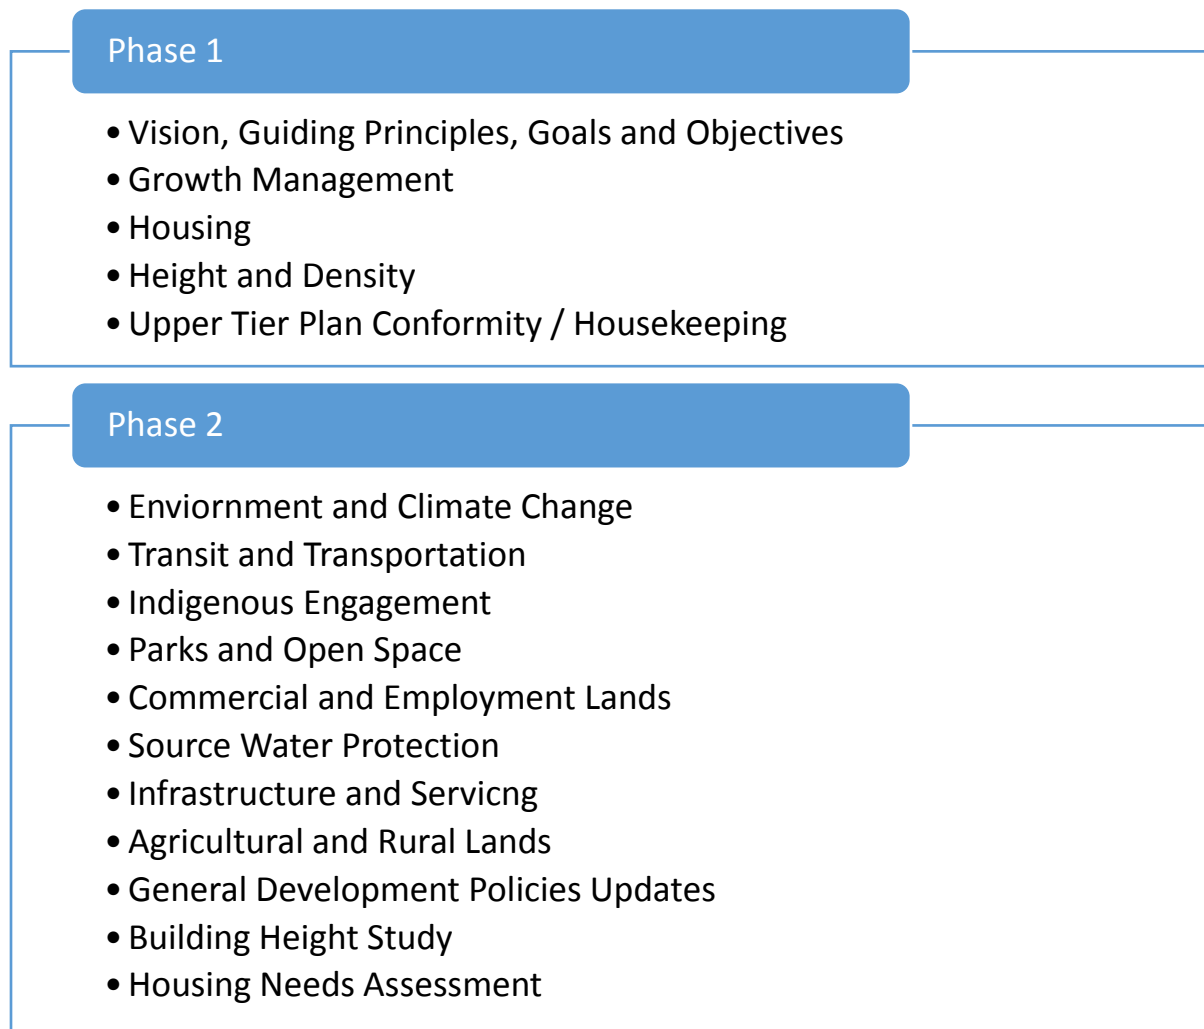 Phase 1
• Vision, Guiding Principles, Goals and Objectives
• Growth Management
• Housing
• Height and Density
• Upper Tier Plan Conformity / Housekeeping
Phase 2
• Enviornment and Climate Change
• Transit and Transportation
• Indigenous Engagement
• Parks and Open Space
• Commercial and Employment Lands
• Source Water Protection
• Infrastructure and Servicng
• Agricultural and Rural Lands
• General Development Policies Updates
• Building Height Study
• Housing Needs Assessment